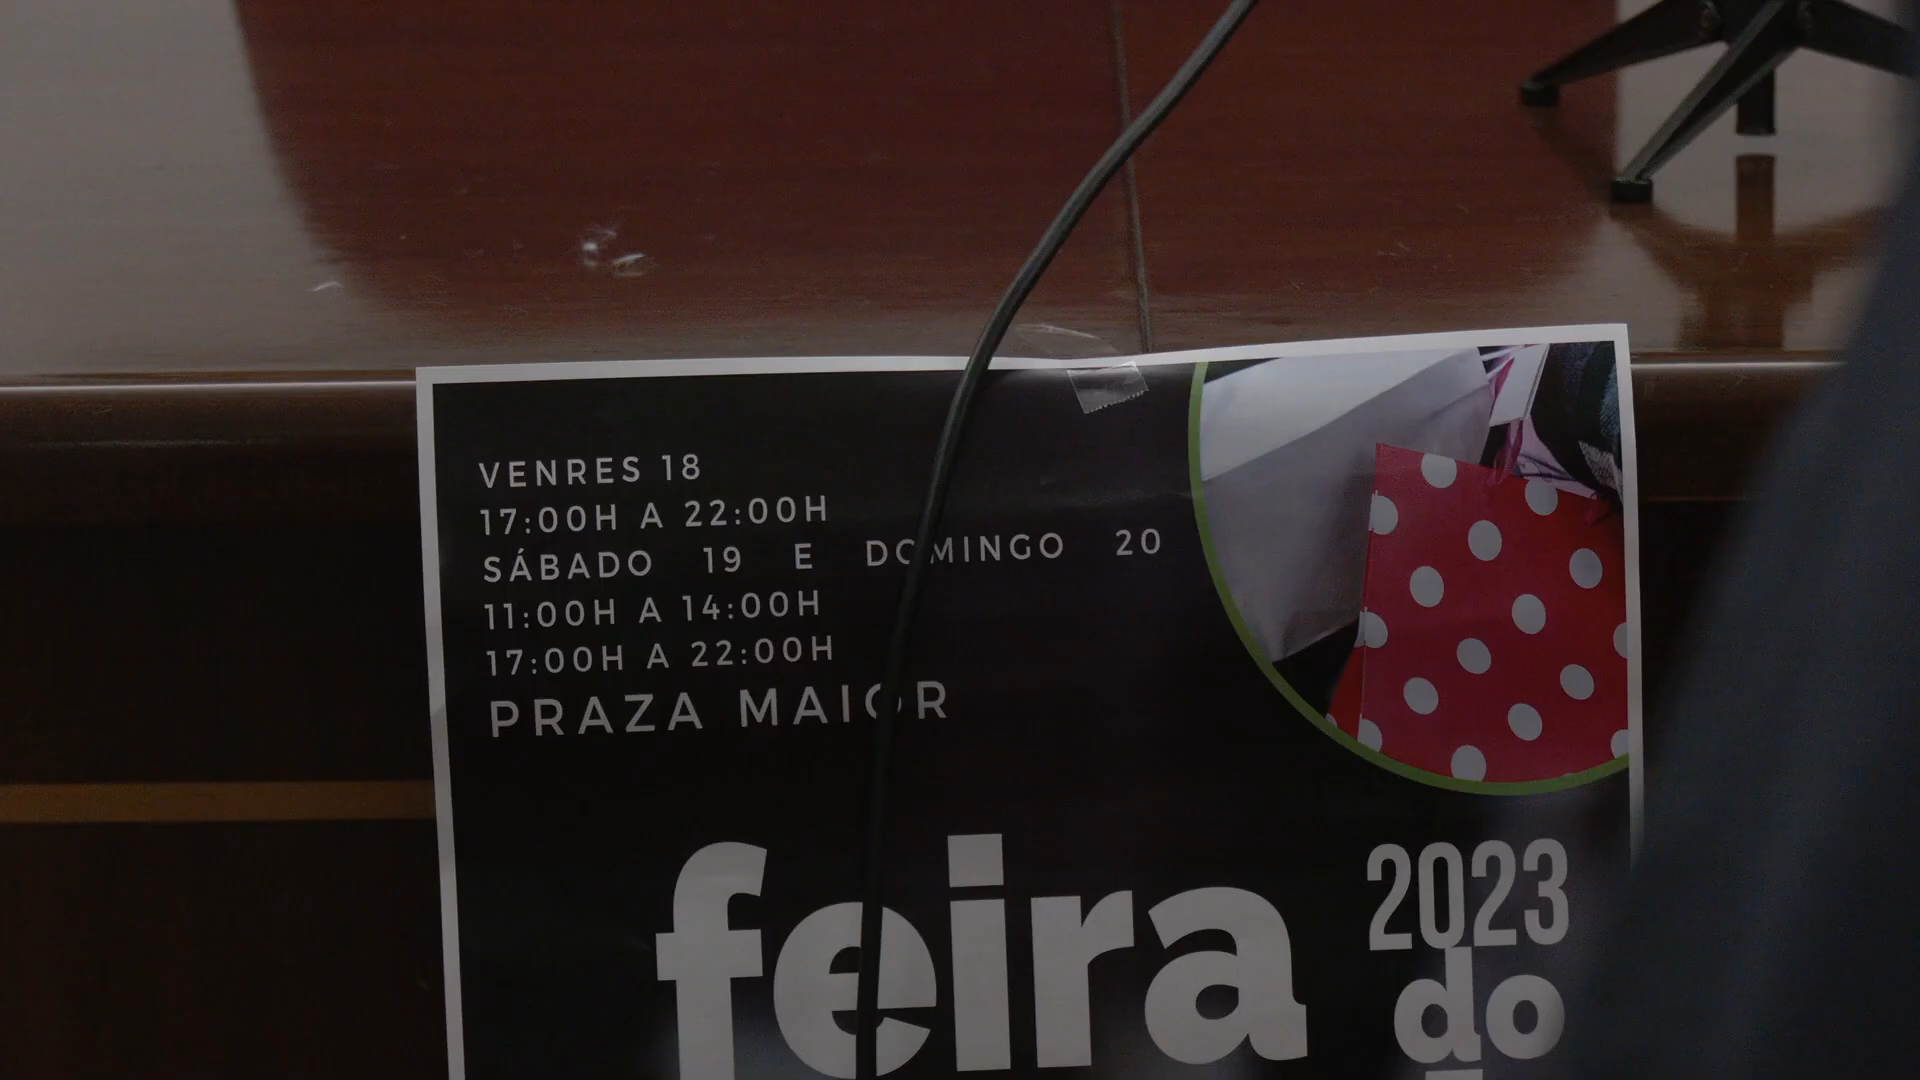 VENRES 18
17:00H A 22:00H
SÁBADO 19 E DOMINGO 20
11:00H A 14:00H
17:00H A 22:00H
PRAZA MAIOR
feira 2023
do